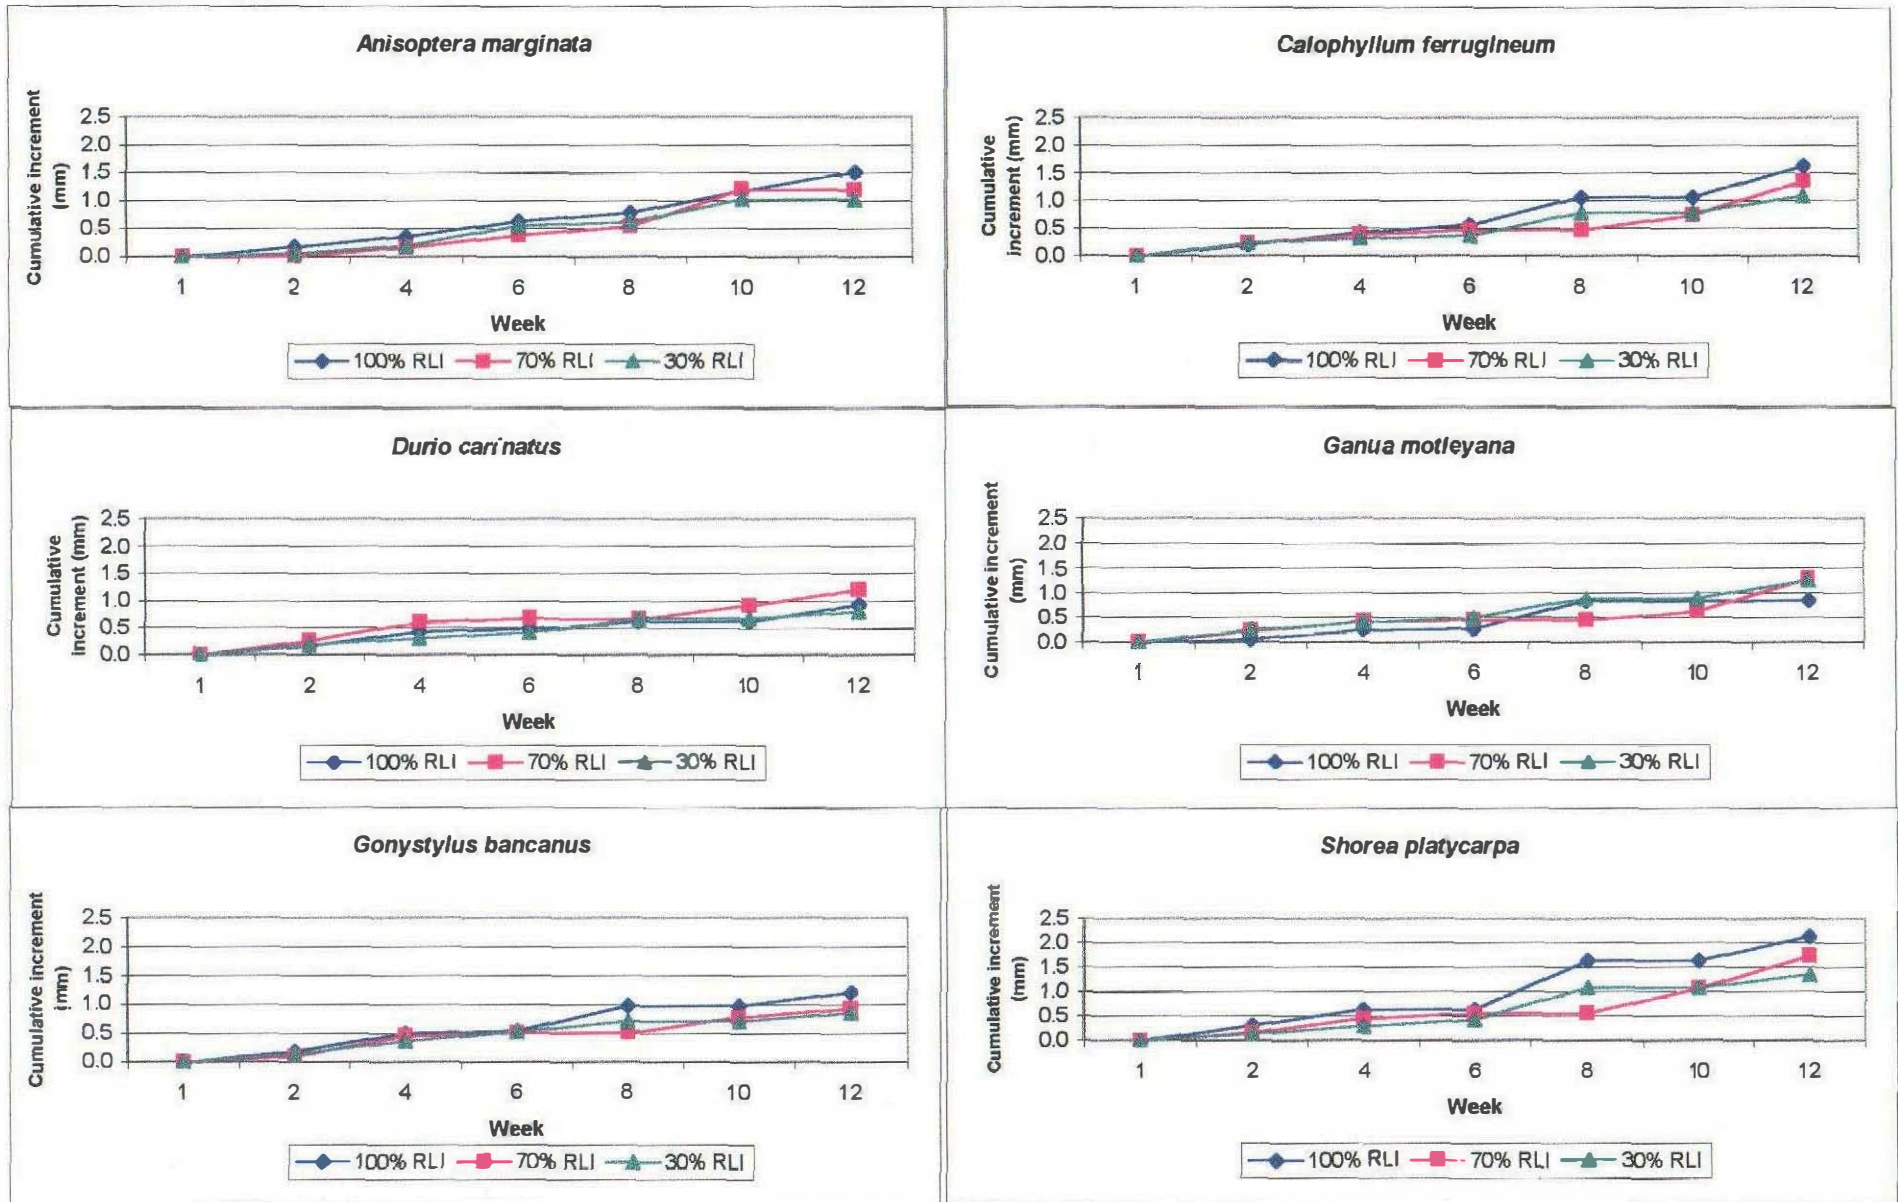 Anisoptera marginata
Cumulative increment
(mm)
2.5
2.0
1.5
1.0
0.5
0.0
1 2 4 6 8 10 12
Week
100% RLI 70% RLI 30% RLI
Calophyllum ferrugineum
Cumulative
increment (mm)
2.5
2.0
1.5
1.0
0.5
0.0
1 2 4 6 8 10 12
Week
100% RLI 70% RLI 30% RLI
Durio carinatus
Cumulative
increment (mm)
2.5
2.0
1.5
1.0
0.5
0.0
1 2 4 6 8 10 12
Week
100% RLI 70% RLI 30% RLI
Ganua motleyana
Cumulative increment
(mm)
2.5
2.0
1.5
1.0
0.5
0.0
1 2 4 6 8 10 12
Week
100% RLI 70% RLI 30% RLI
Gonystylus bancanus
Cumulative increment
(mm)
2.5
2.0
1.5
1.0
0.5
0.0
1 2 4 6 8 10 12
Week
100% RLI 70% RLI 30% RLI
Shorea platycarpa
Cumulative increment
(mm)
2.5
2.0
1.5
1.0
0.5
0.0
1 2 4 6 8 10 12
Week
100% RLI 70% RLI 30% RLI